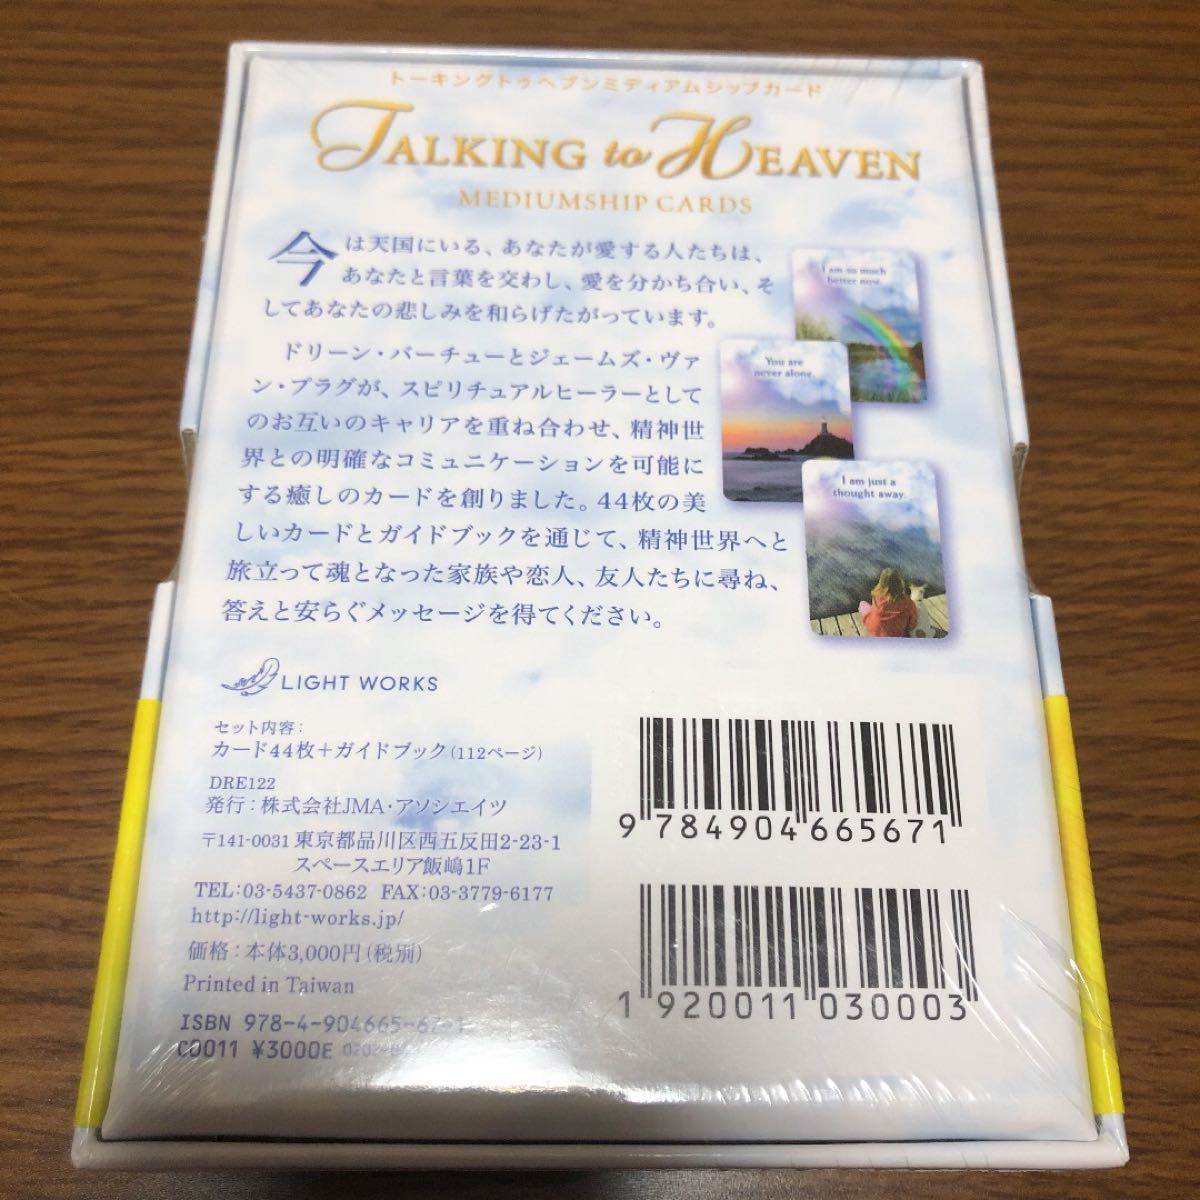 トーキングトゥヘブンミディアムシップカード
TALKING to HEAVEN
MEDIUMSHIP CARDS
今は天国にいる、あなたが愛する人たちは、
あなたと言葉を交わし、愛を分かち合い、そ
してあなたの悲しみを和らげたがっています。
ドリーン・バーチューとジェームズ・ヴァ
ン・プラグが、スピリチュアルヒーラーとして
のお互いのキャリアを重ね合わせ、精神世
界との明確なコミュニケーションを可能に
する癒しのカードを創りました。44枚の美
しいカードとガイドブックを通じて、精神世界へと
旅立って魂となった家族や恋人、友人たちに尋ね、
答えと安らぐメッセージを得てください。
I am so much
better now.
You are
never alone.
I am just a
thought away.
LIGHT WORKS
セット内容:
カード44枚+ガイドブック(112ページ)
DRE122
発行:株式会社JMA・アソシエイツ
〒141-0031 東京都品川区西五反田2-23-1
スペースエリア飯嶋1F
TEL:03-5437-0862 FAX:03-3779-6177
http://light-works.jp/
価格:本体3,000円(税別)
Printed in Taiwan
ISBN 978-4-904665-67-1
C0011 ¥3000E
9 784904 665671
1 920011 030003